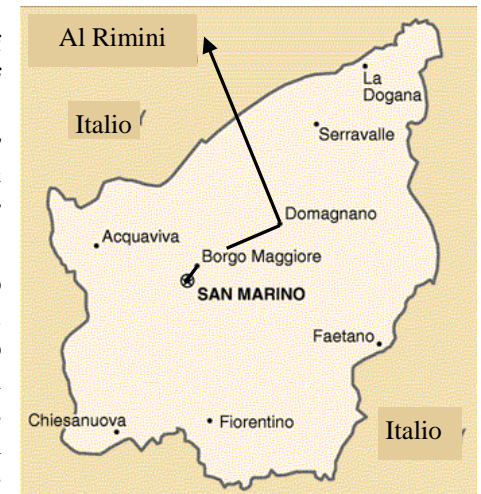 Al Rimini
La
Dogana
Italio
Serravalle
Domagnano
Acquaviva
Borgo Maggiore
SAN MARINO
Faetano
Chiesanuova
Fiorentino
Italio